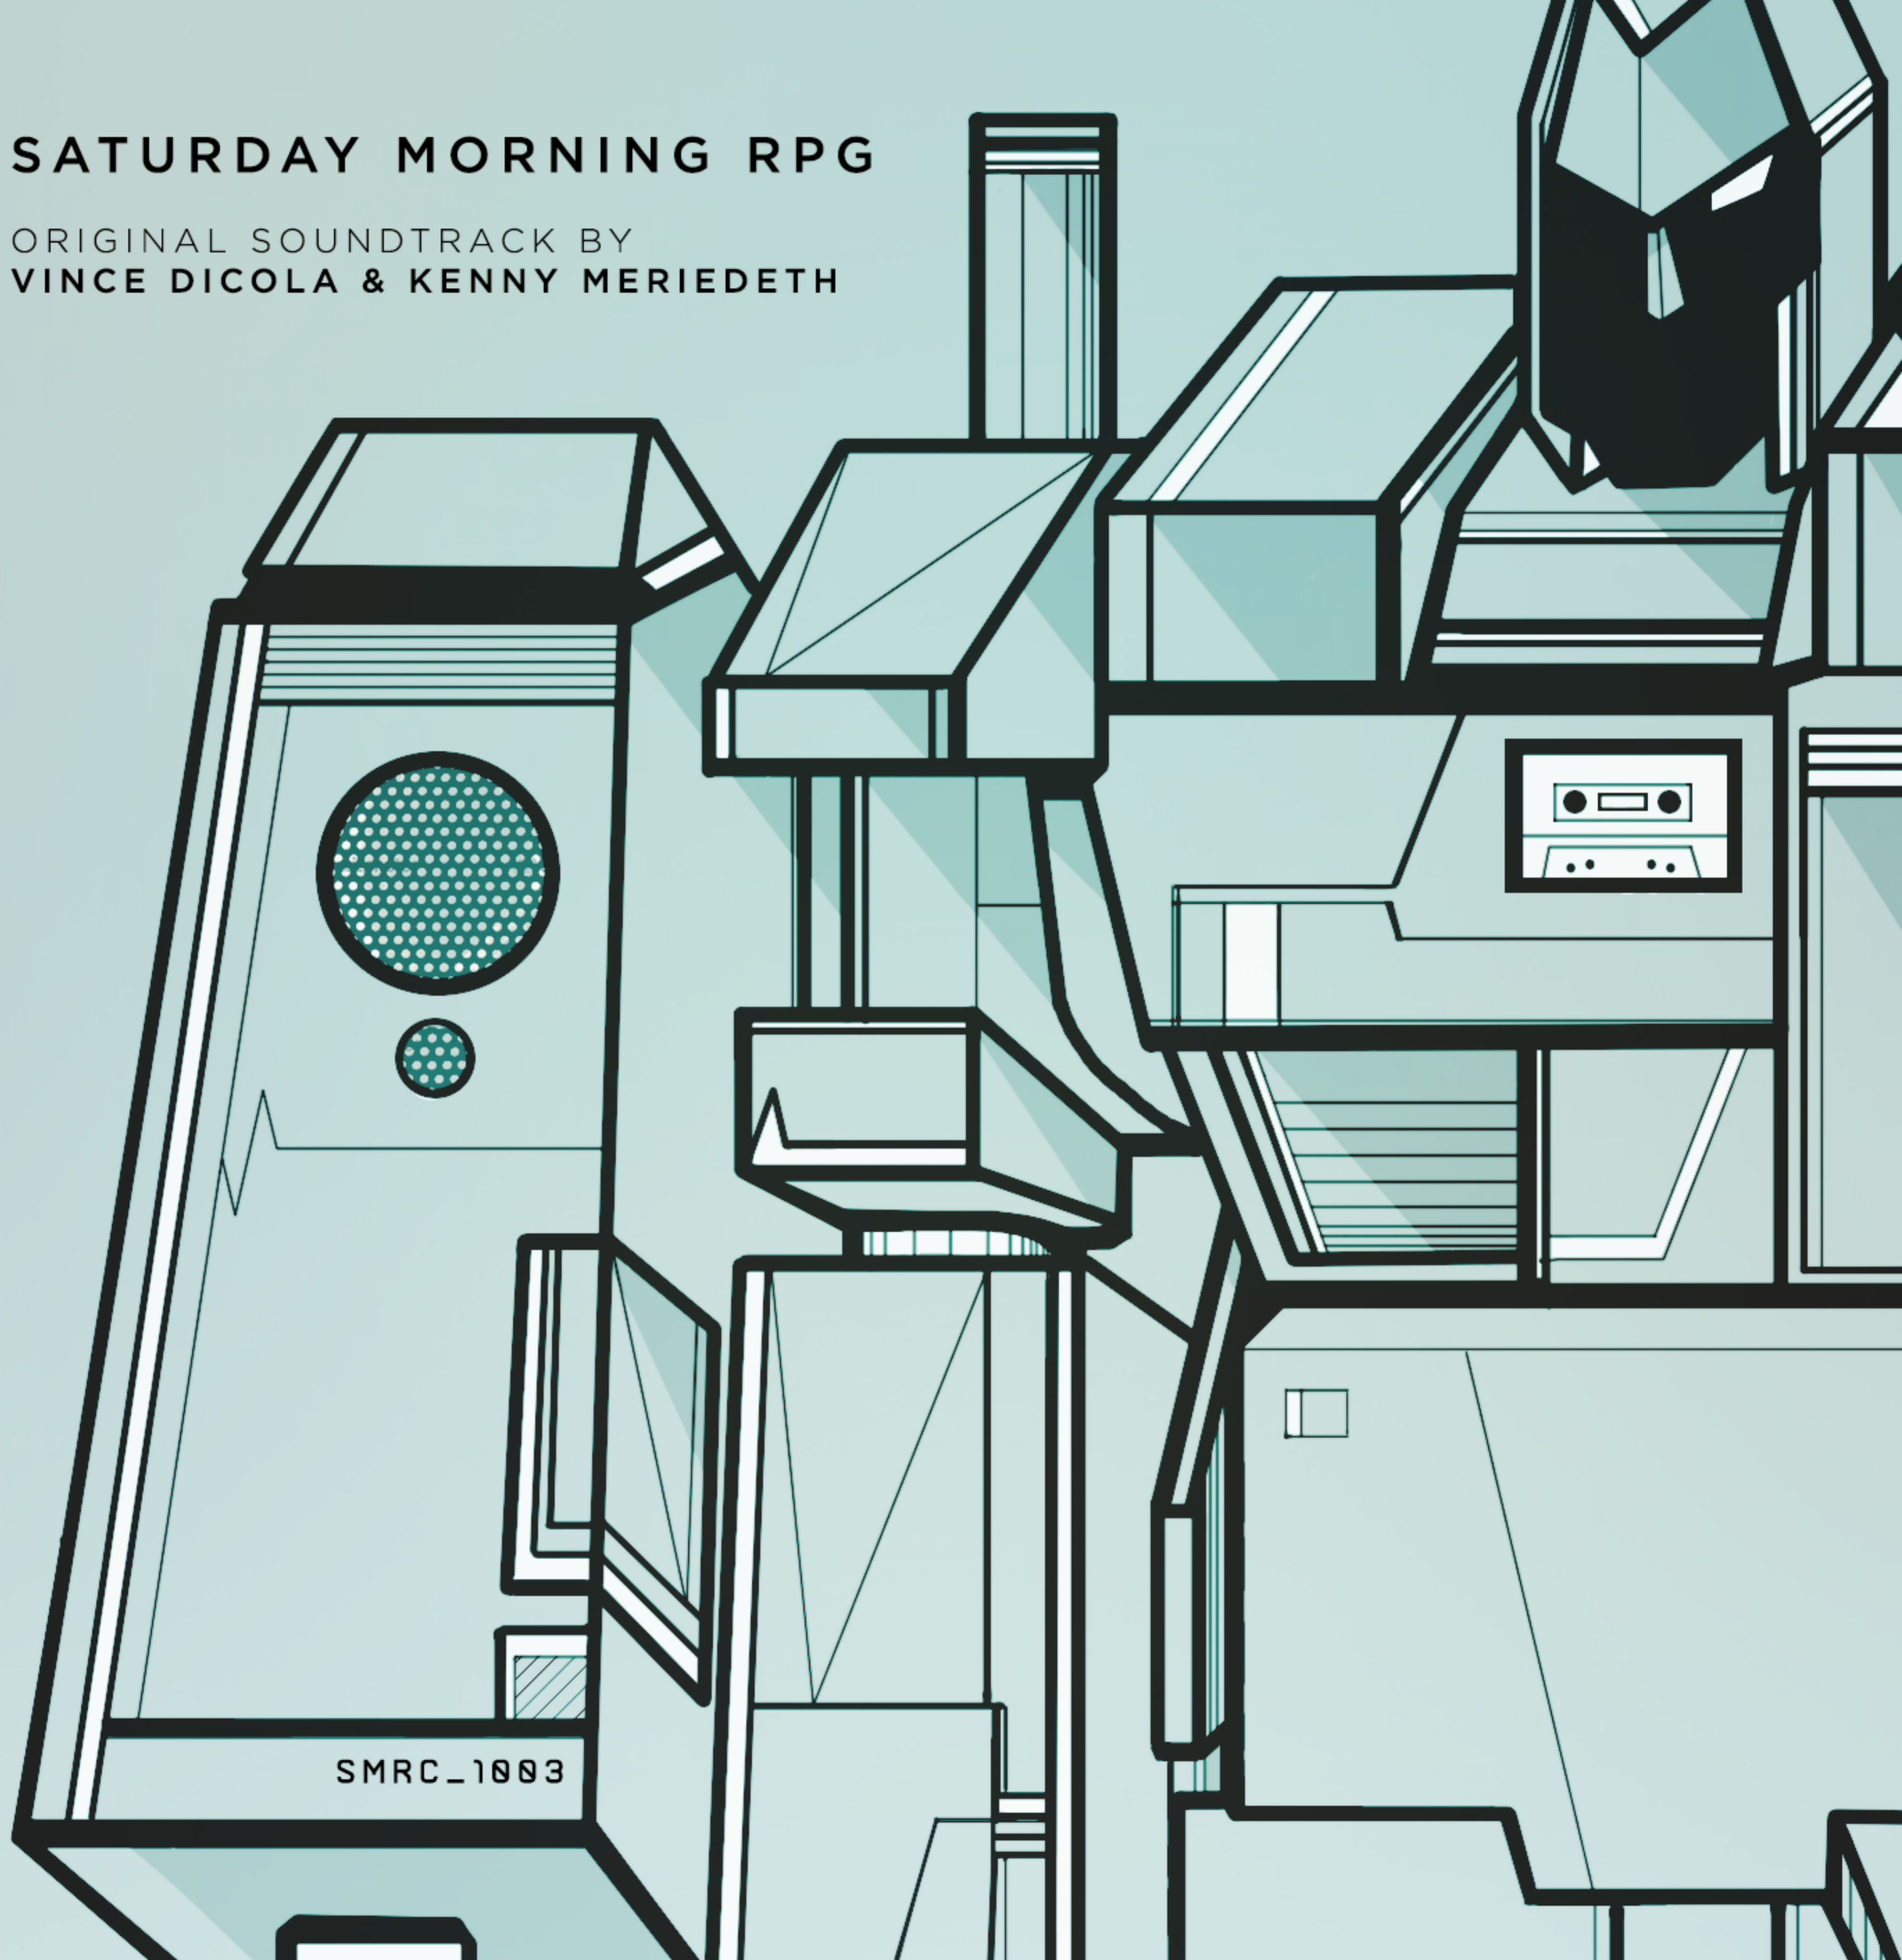 SATURDAY MORNING RPG
ORIGINAL SOUNDTRACK BY
VINCE DICOLA & KENNY MERIEDETH
SMRC_1003